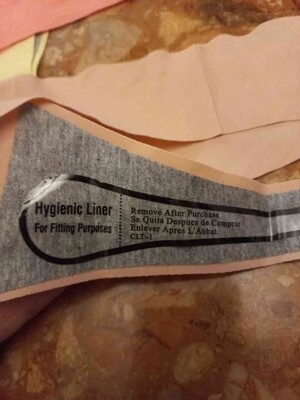 Hygienic Liner
For Fitting Purposes
Remove After Purchase
Se Quita Despues de Comprar
Enlever Apres L'Achat
CLT-1